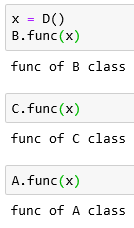 x = D()
B.func(x)
func of B class
C.func(x)
func of C class
A.func(x)
func of A class